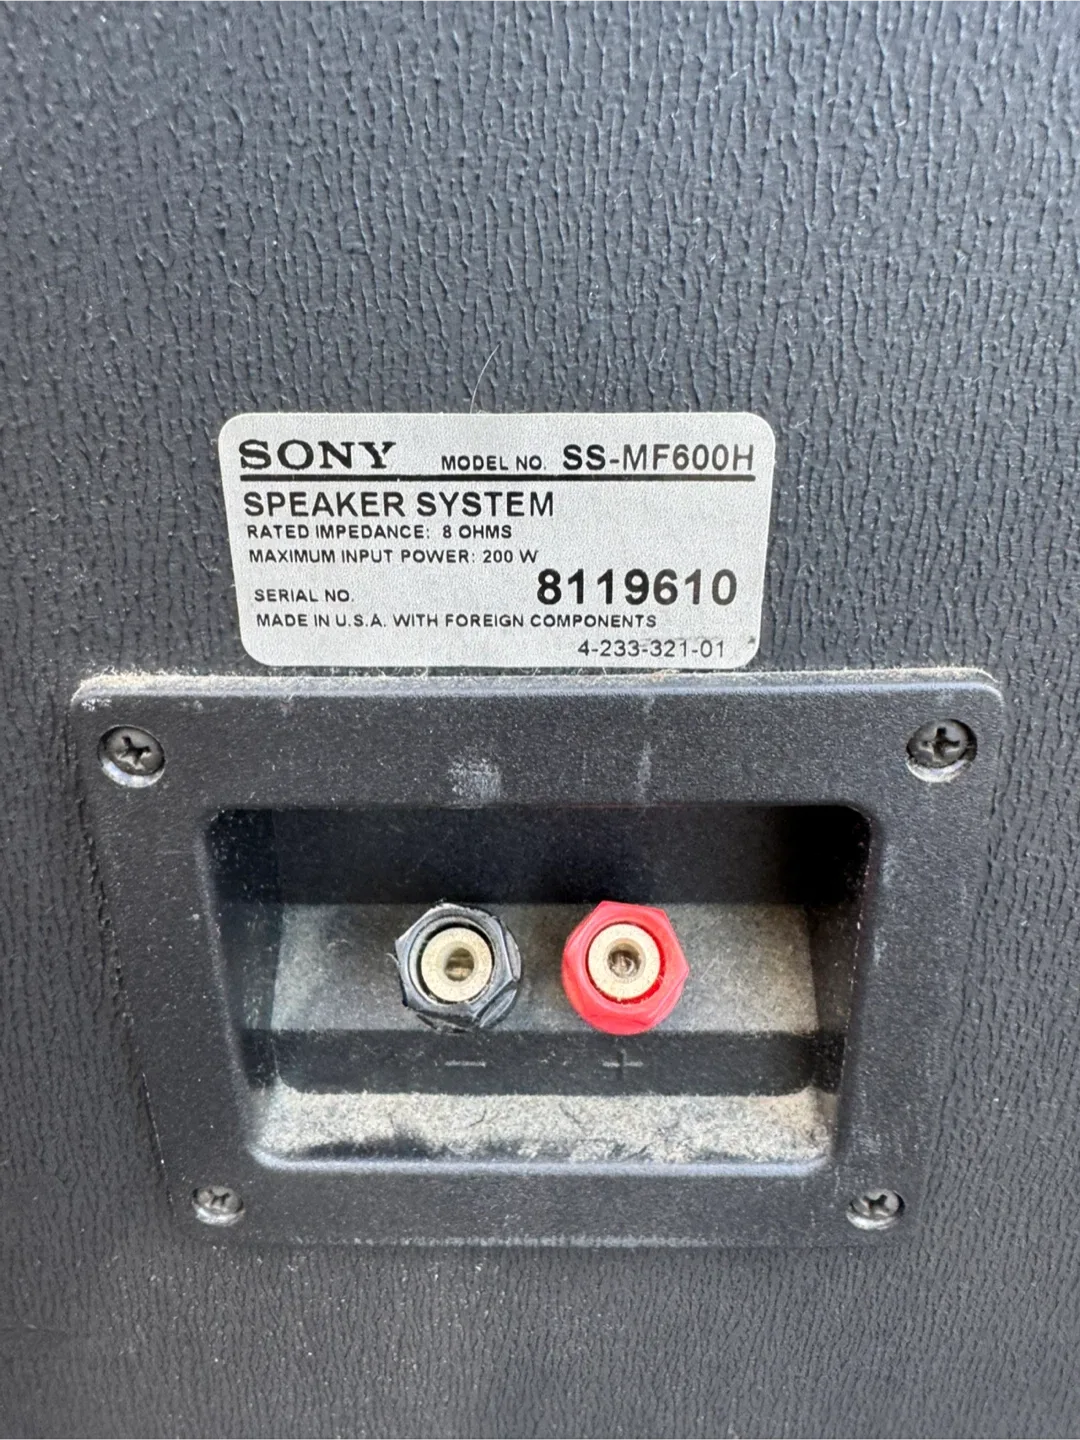 SONY MODEL NO. SS-MF600H
SPEAKER SYSTEM
RATED IMPEDANCE: 8 OHMS
MAXIMUM INPUT POWER: 200 W
SERIAL NO. 8119610
MADE IN U.S.A. WITH FOREIGN COMPONENTS
4-233-321-01
− +